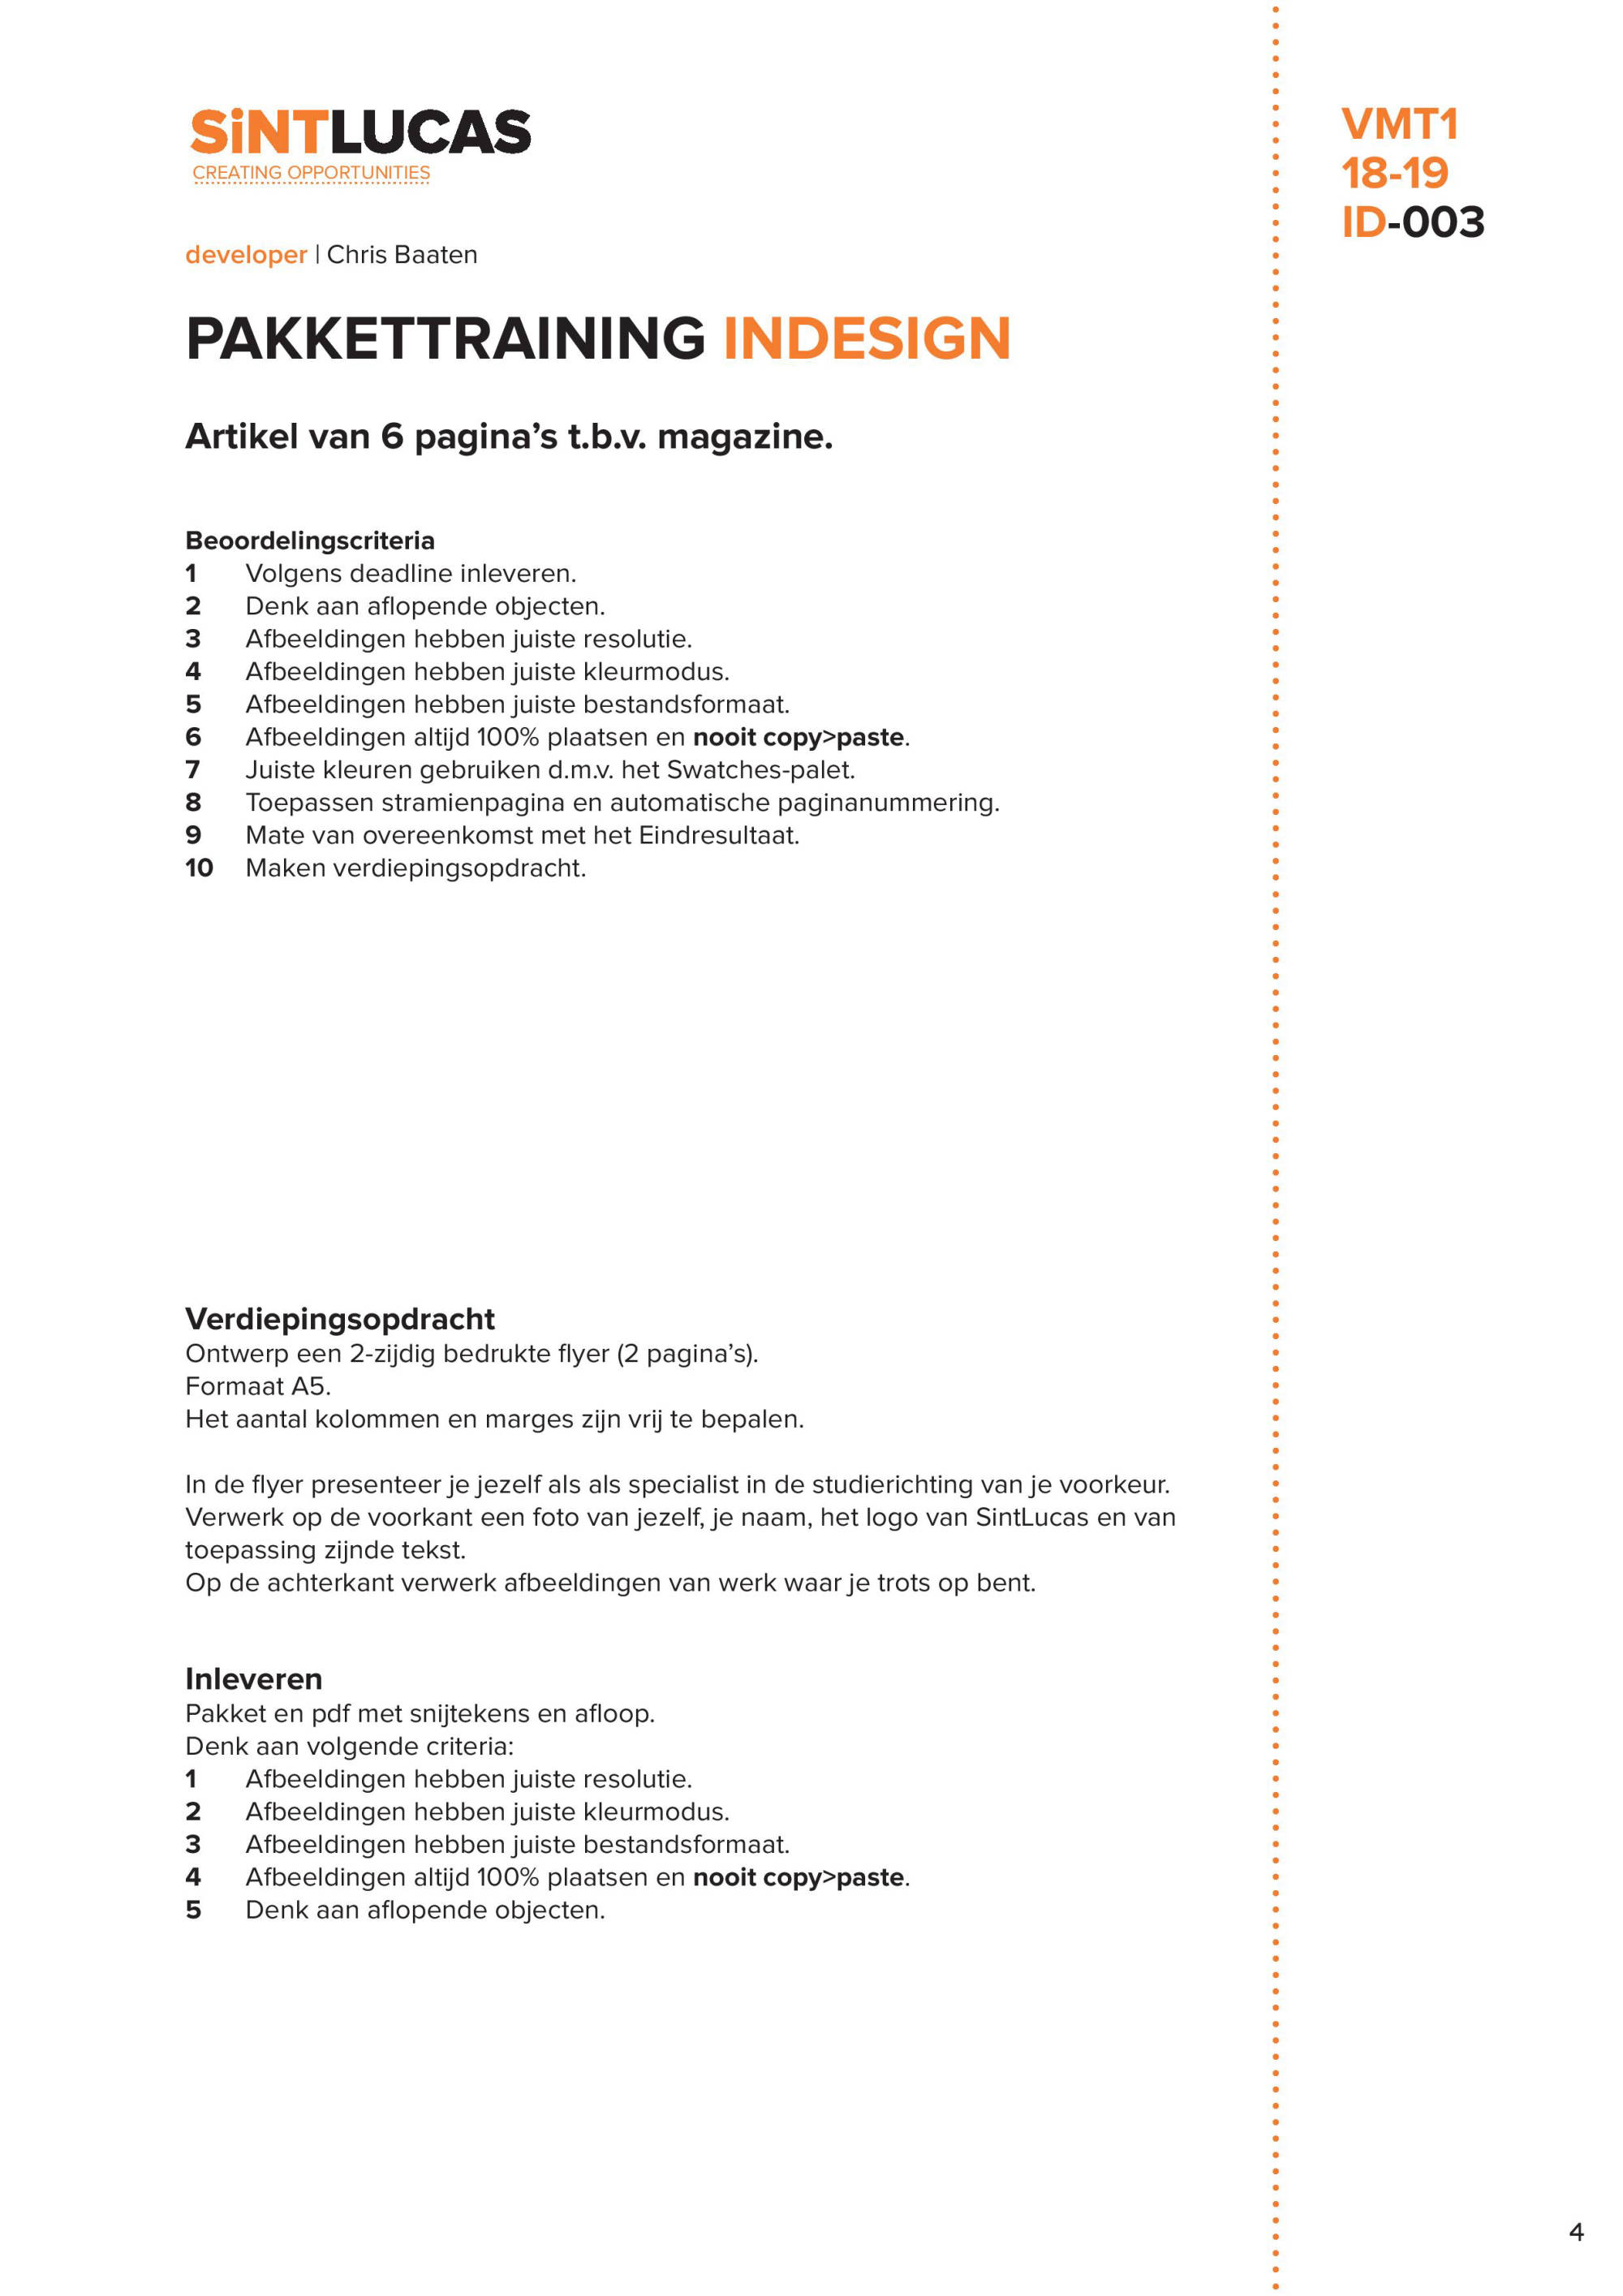 SiNTLUCAS
CREATING OPPORTUNITIES
VMT1
18-19
ID-003
developer | Chris Baaten
PAKKETTRAINING INDESIGN
Artikel van 6 pagina’s t.b.v. magazine.
Beoordelingscriteria
1 Volgens deadline inleveren.
2 Denk aan aflopende objecten.
3 Afbeeldingen hebben juiste resolutie.
4 Afbeeldingen hebben juiste kleurmodus.
5 Afbeeldingen hebben juiste bestandsformaat.
6 Afbeeldingen altijd 100% plaatsen en nooit copy>paste.
7 Juiste kleuren gebruiken d.m.v. het Swatches-palet.
8 Toepassen stramienpagina en automatische paginanummering.
9 Mate van overeenkomst met het Eindresultaat.
10 Maken verdiepingsopdracht.
Verdiepingsopdracht
Ontwerp een 2-zijdig bedrukte flyer (2 pagina’s).
Formaat A5.
Het aantal kolommen en marges zijn vrij te bepalen.
In de flyer presenteer je jezelf als als specialist in de studierichting van je voorkeur.
Verwerk op de voorkant een foto van jezelf, je naam, het logo van SintLucas en van
toepassing zijnde tekst.
Op de achterkant verwerk afbeeldingen van werk waar je trots op bent.
Inleveren
Pakket en pdf met snijtekens en afloop.
Denk aan volgende criteria:
1 Afbeeldingen hebben juiste resolutie.
2 Afbeeldingen hebben juiste kleurmodus.
3 Afbeeldingen hebben juiste bestandsformaat.
4 Afbeeldingen altijd 100% plaatsen en nooit copy>paste.
5 Denk aan aflopende objecten.
4